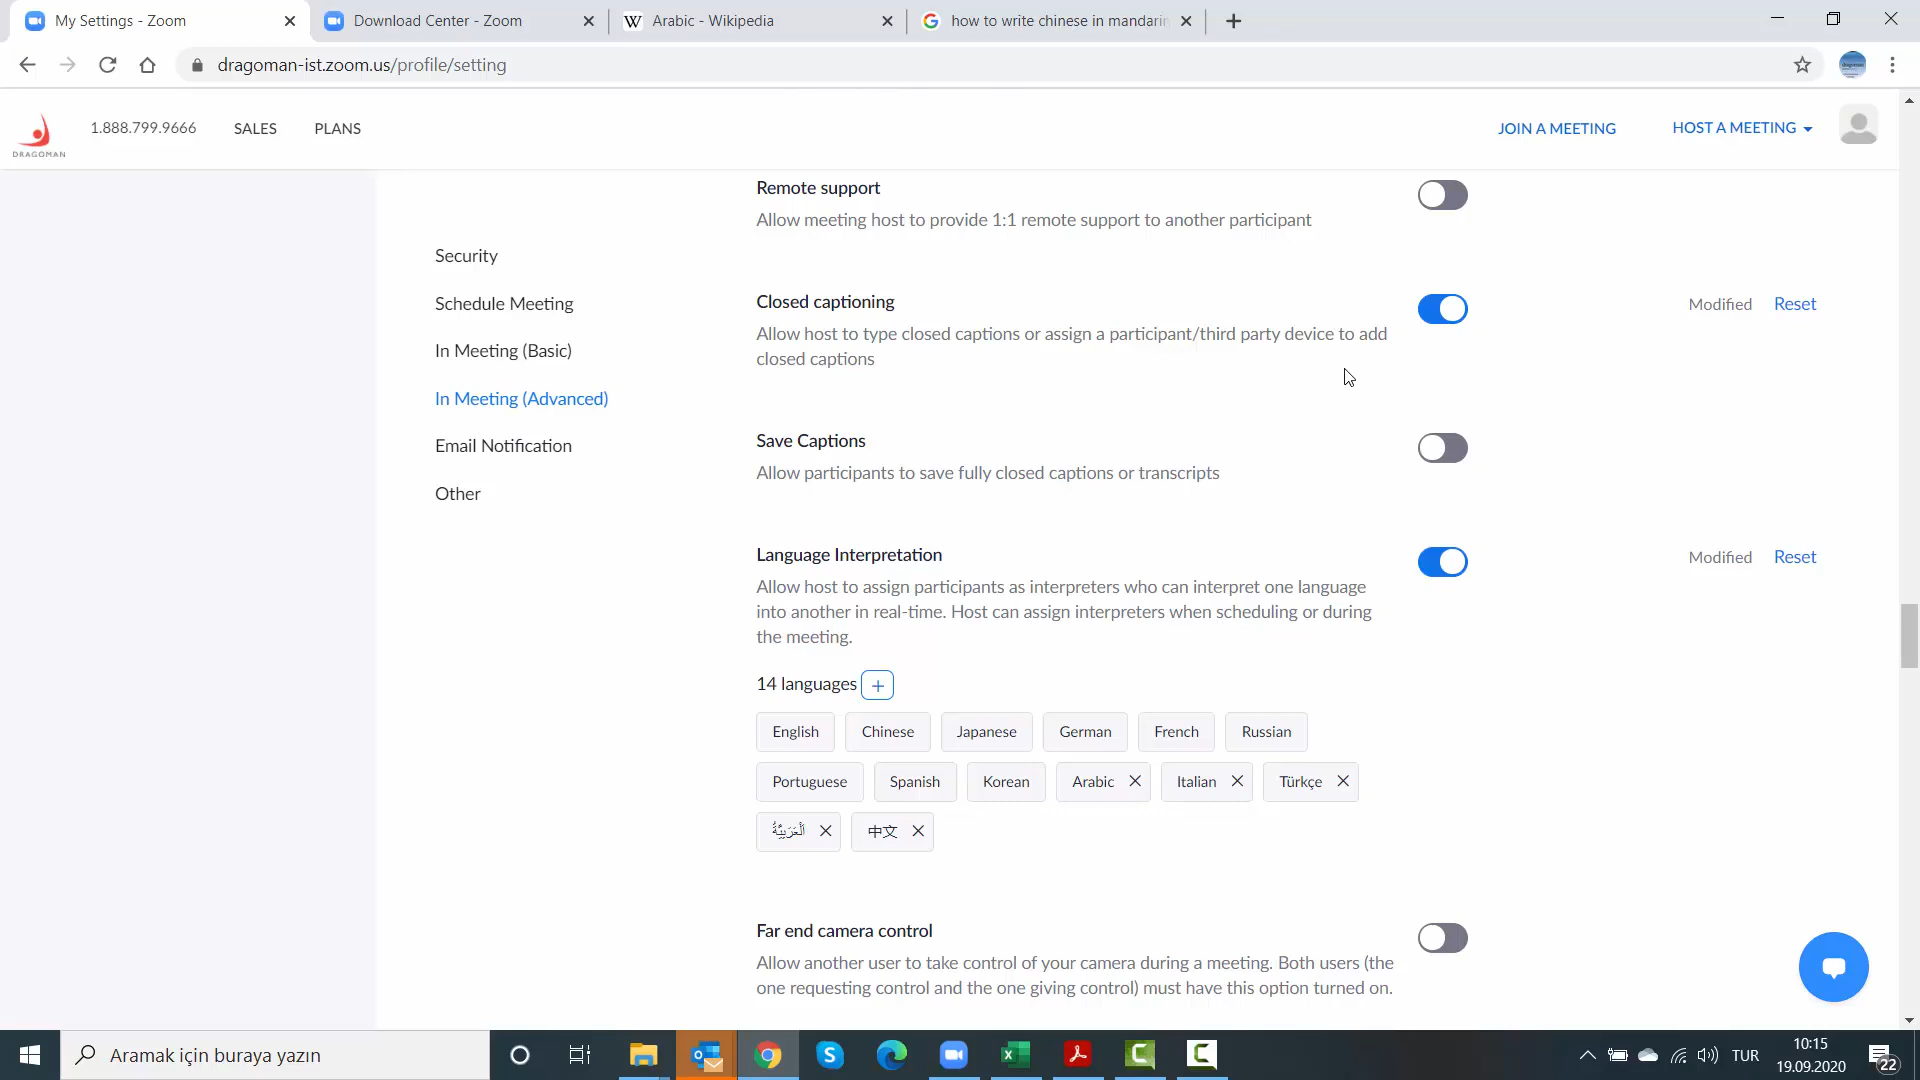 My Settings - Zoom
Download Center - Zoom
W Arabic - Wikipedia
how to write chinese in mandarin
dragoman-ist.zoom.us/profile/setting
DRAGOMAN
1.888.799.9666
SALES
PLANS
JOIN A MEETING
HOST A MEETING
Security
Schedule Meeting
In Meeting (Basic)
In Meeting (Advanced)
Email Notification
Other
Remote support
Allow meeting host to provide 1:1 remote support to another participant
Closed captioning
Modified Reset
Allow host to type closed captions or assign a participant/third party device to add
closed captions
Save Captions
Allow participants to save fully closed captions or transcripts
Language Interpretation
Modified Reset
Allow host to assign participants as interpreters who can interpret one language
into another in real-time. Host can assign interpreters when scheduling or during
the meeting.
14 languages +
English Chinese Japanese German French Russian
Portuguese Spanish Korean Arabic Italian Türkçe
اَلْعَرَبِيَّةُ 中文
Far end camera control
Allow another user to take control of your camera during a meeting. Both users (the
one requesting control and the one giving control) must have this option turned on.
Aramak için buraya yazın
TUR
10:15
19.09.2020
22